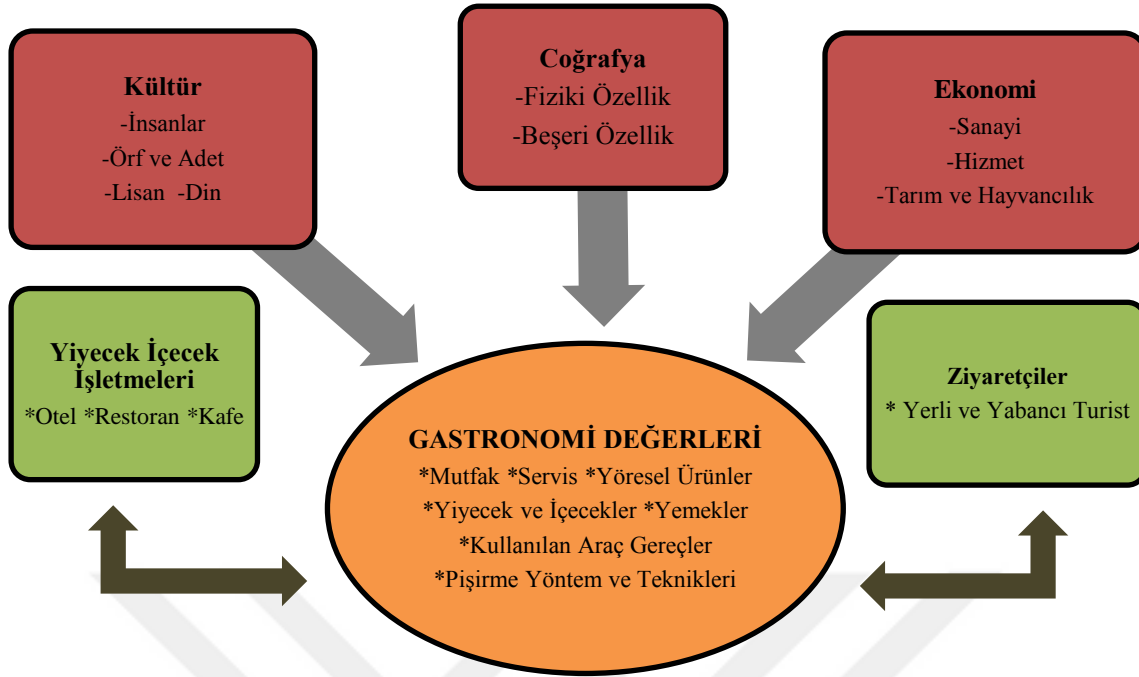 Kültür
-İnsanlar
-Örf ve Adet
-Lisan -Din
Coğrafya
-Fiziki Özellik
-Beşeri Özellik
Ekonomi
-Sanayi
-Hizmet
-Tarım ve Hayvancılık
Yiyecek İçecek
İşletmeleri
*Otel *Restoran *Kafe
Ziyaretçiler
* Yerli ve Yabancı Turist
GASTRONOMİ DEĞERLERİ
*Mutfak *Servis *Yöresel Ürünler
*Yiyecek ve İçecekler *Yemekler
*Kullanılan Araç Gereçler
*Pişirme Yöntem ve Teknikleri